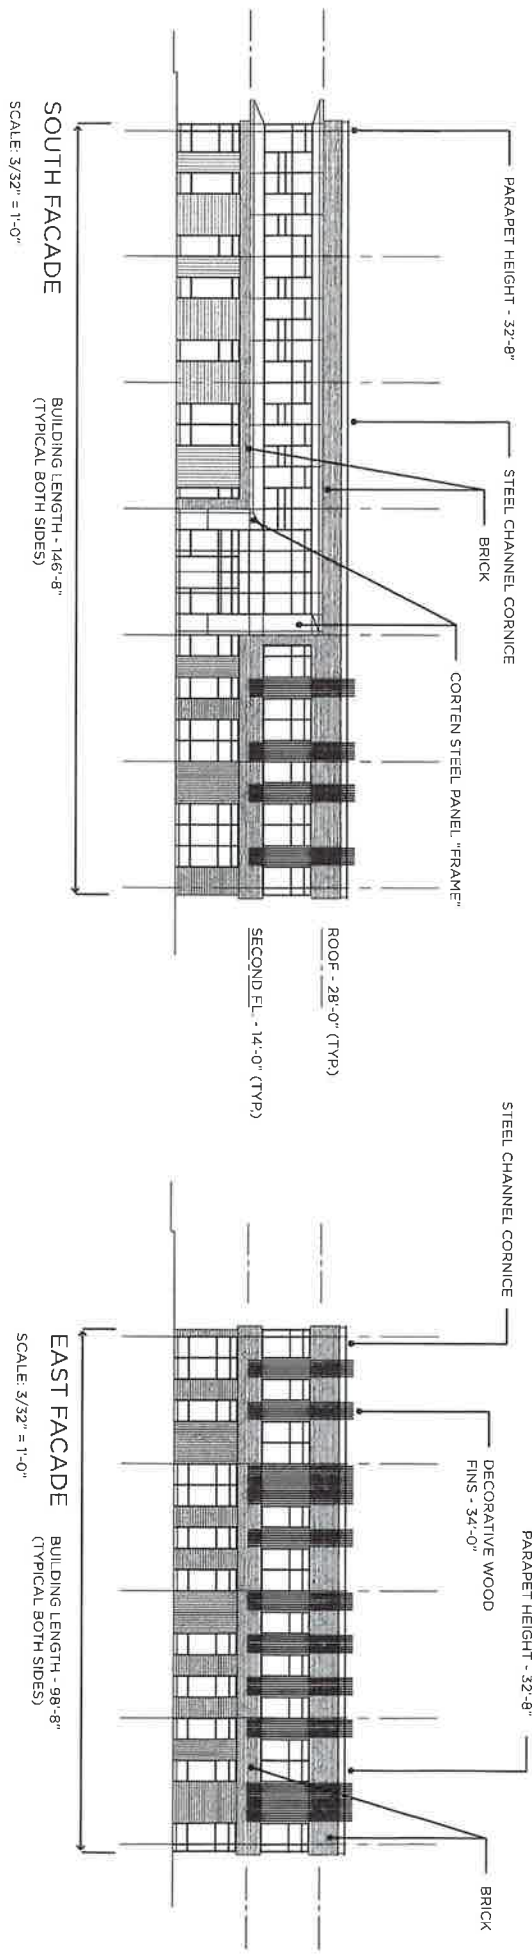 PARAPET HEIGHT - 32'-8"
STEEL CHANNEL CORNICE
BRICK
CORTEN STEEL PANEL "FRAME"
ROOF - 28'-0" (TYP.)
SECOND FL. - 14'-0" (TYP.)
BUILDING LENGTH - 146'-8"
(TYPICAL BOTH SIDES)
SOUTH FACADE
SCALE: 3/32" = 1'-0"
STEEL CHANNEL CORNICE
DECORATIVE WOOD
FINS - 34'-0"
PARAPET HEIGHT - 32'-8"
BRICK
EAST FACADE
SCALE: 3/32" = 1'-0"
BUILDING LENGTH - 98'-8"
(TYPICAL BOTH SIDES)